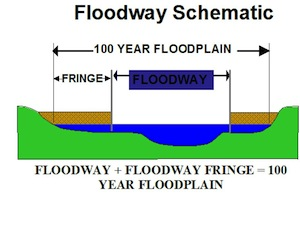 Floodway Schematic
100 YEAR FLOODPLAIN
FRINGE
FLOODWAY
FLOODWAY + FLOODWAY FRINGE = 100
YEAR FLOODPLAIN